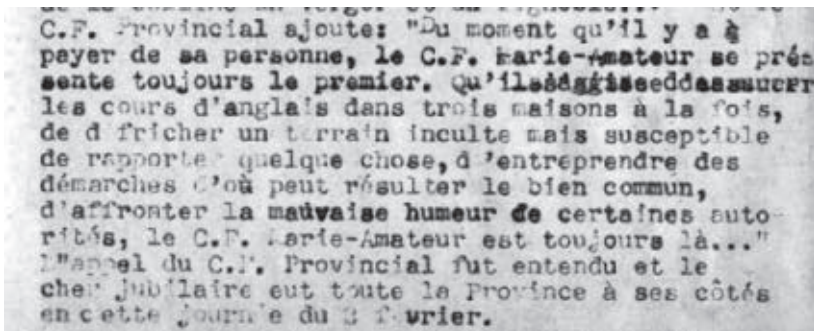 C.F. Provincial ajoute: "Du moment qu'il y a à
payer de sa personne, le C.F. Marie-Amateur se pré
sente toujours le premier. Qu'il
les cours d'anglais dans trois maisons à la fois,
de d fricher un terrain inculte mais susceptible
de rapporter quelque chose,d 'entreprendre des
démarches d'où peut résulter le bien commun,
d'affronter la mauvaise humeur de certaines auto-
rités, le C.F. Marie-Amateur est toujours là..."
L"appel du C.F. Provincial fut entendu et le
cher jubilaire eut toute la Province à ses côtés
en cette journ e du février.